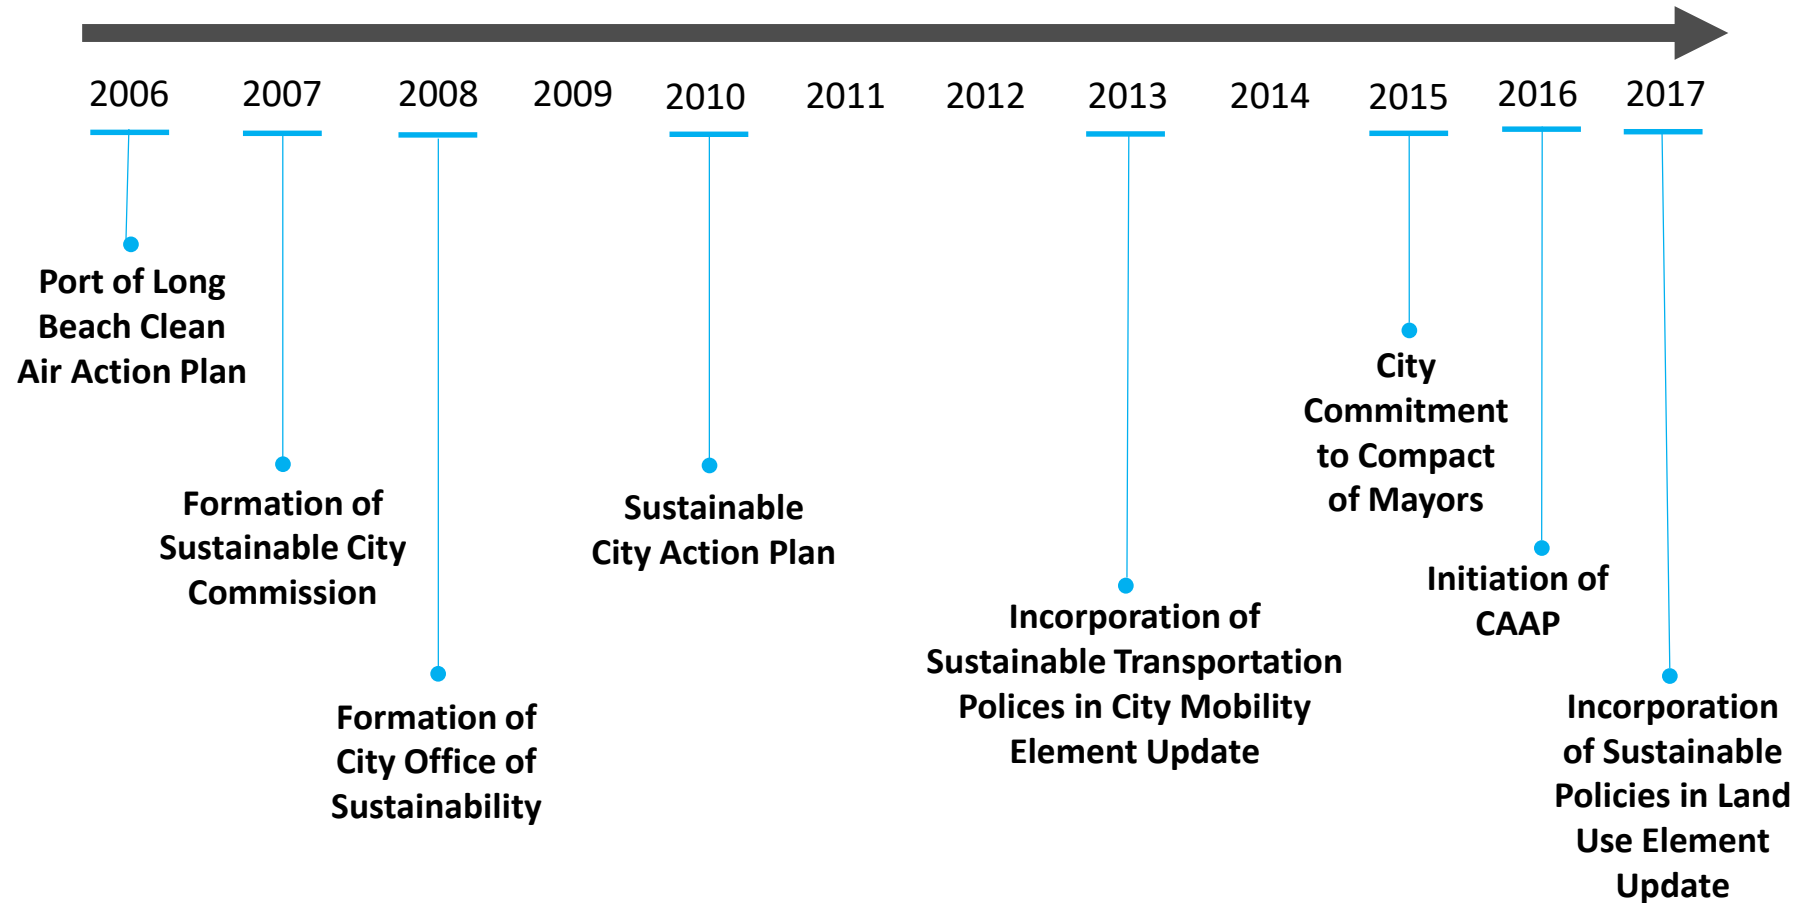 2006 2007 2008 2009 2010 2011 2012 2013 2014 2015 2016 2017
Port of Long
Beach Clean
Air Action Plan
Formation of
Sustainable City
Commission
Formation of
City Office of
Sustainability
Sustainable
City Action Plan
Incorporation of
Sustainable Transportation
Polices in City Mobility
Element Update
City
Commitment
to Compact
of Mayors
Initiation of
CAAP
Incorporation
of Sustainable
Policies in Land
Use Element
Update